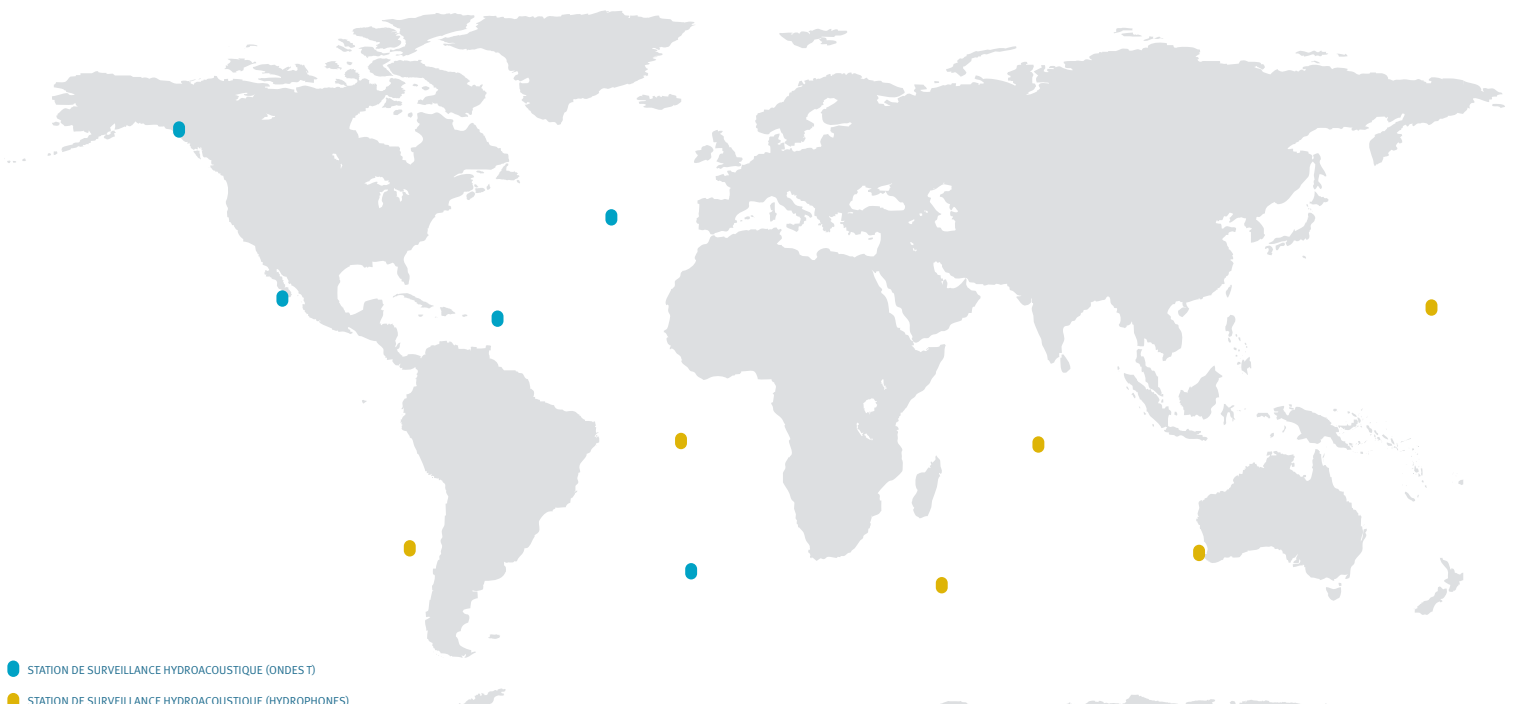 STATION DE SURVEILLANCE HYDROACOUSTIQUE (ONDES T)
STATION DE SURVEILLANCE HYDROACOUSTIQUE (HYDROPHONES)